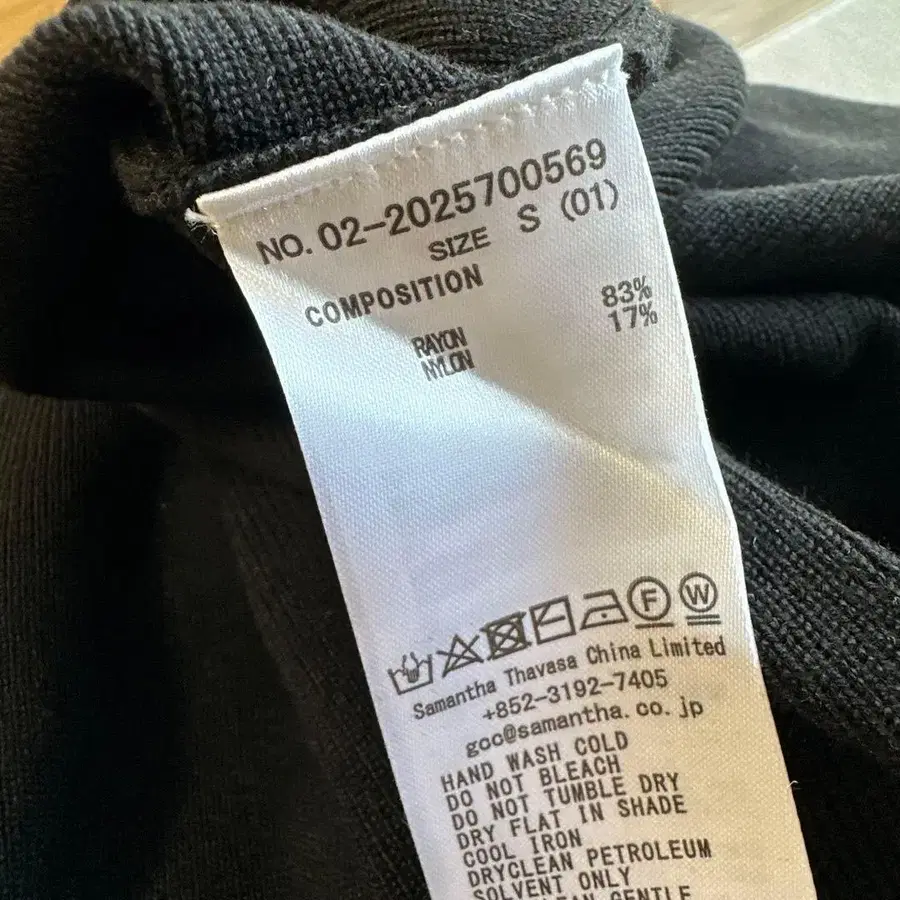 NO. 02-2025700569
SIZE S (01)
COMPOSITION
RAYON 83%
NYLON 17%
F W
Samantha Thavasa China Limited
+852-3192-7405
gcc@samantha.co.jp
HAND WASH COLD
DO NOT BLEACH
DO NOT TUMBLE DRY
DRY FLAT IN SHADE
COOL IRON
DRYCLEAN PETROLEUM
SOLVENT ONLY
GENTLE